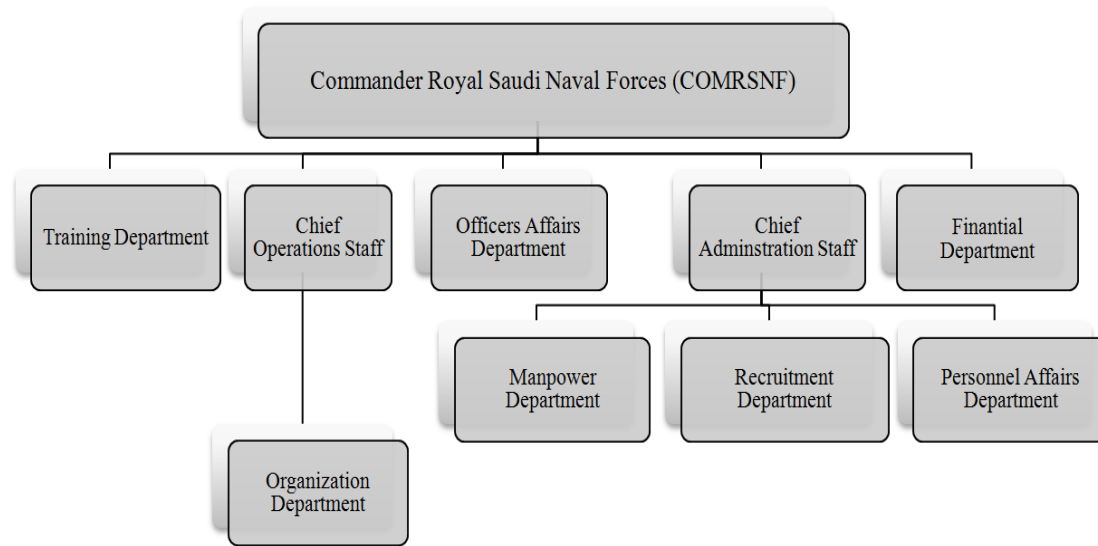 Commander Royal Saudi Naval Forces (COMRSNF)
Training Department
Chief
Operations Staff
Officers Affairs
Department
Chief
Adminstration Staff
Finantial
Department
Manpower
Department
Recruitment
Department
Personnel Affairs
Department
Organization
Department